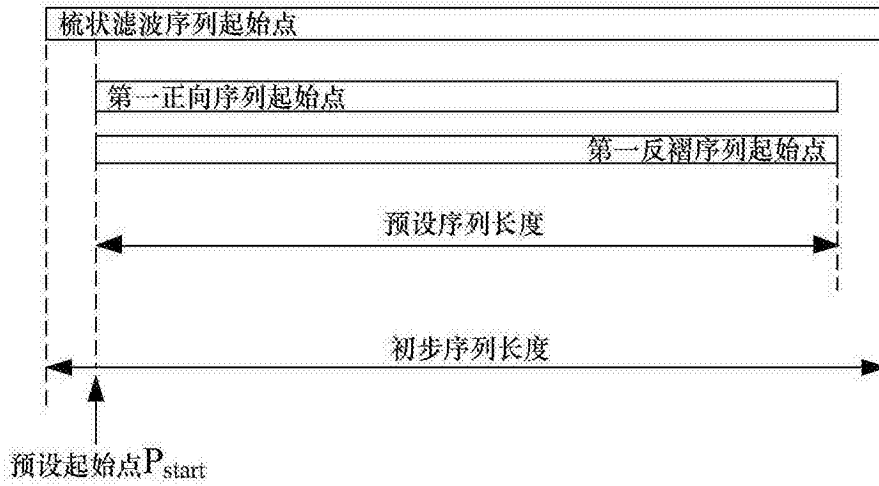 梳状滤波序列起始点
第一正向序列起始点
第一反褶序列起始点
预设序列长度
初步序列长度
预设起始点Pstart